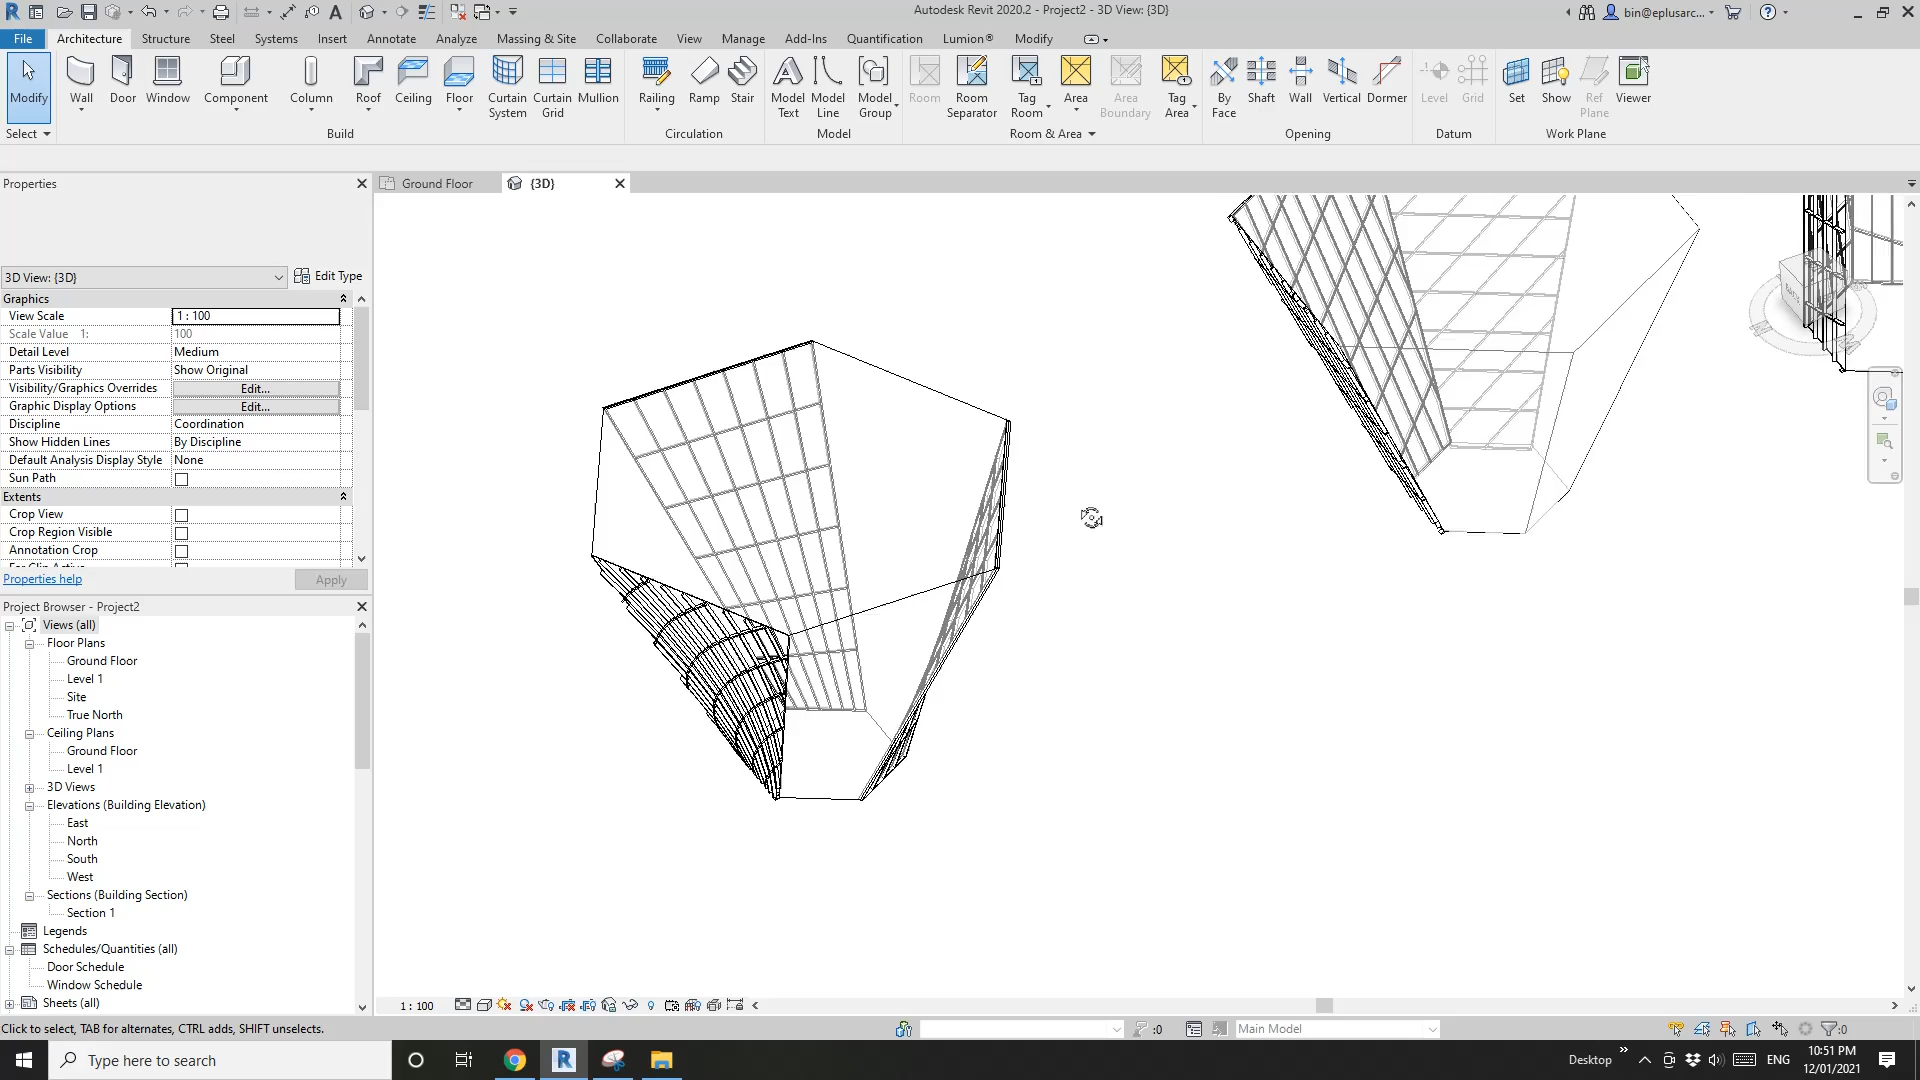 Autodesk Revit 2020.2 - Project2 - 3D View: {3D}
bin@eplusarc...
File Architecture Structure Steel Systems Insert Annotate Analyze Massing & Site Collaborate View Manage Add-Ins Quantification Lumion® Modify
Modify Wall Door Window Component Column Roof Ceiling Floor Curtain System Curtain Grid Mullion Railing Ramp Stair Model Text Model Line Model Group Room Room Separator Tag Room Area Area Boundary Tag Area By Face Shaft Wall Vertical Dormer Level Grid Set Show Ref Plane Viewer
Select Build Circulation Model Room & Area Opening Datum Work Plane
Properties
Ground Floor {3D}
3D View: {3D} Edit Type
Graphics
View Scale 1 : 100
Scale Value 1: 100
Detail Level Medium
Parts Visibility Show Original
Visibility/Graphics Overrides Edit...
Graphic Display Options Edit...
Discipline Coordination
Show Hidden Lines By Discipline
Default Analysis Display Style None
Sun Path
Extents
Crop View
Crop Region Visible
Annotation Crop
Properties help Apply
Project Browser - Project2
Views (all)
Floor Plans
Ground Floor
Level 1
Site
True North
Ceiling Plans
Ground Floor
Level 1
3D Views
Elevations (Building Elevation)
East
North
South
West
Sections (Building Section)
Section 1
Legends
Schedules/Quantities (all)
Door Schedule
Window Schedule
Sheets (all)
1 : 100
Click to select, TAB for alternates, CTRL adds, SHIFT unselects.
:0 Main Model :0
Type here to search
Desktop ENG
10:51 PM
12/01/2021